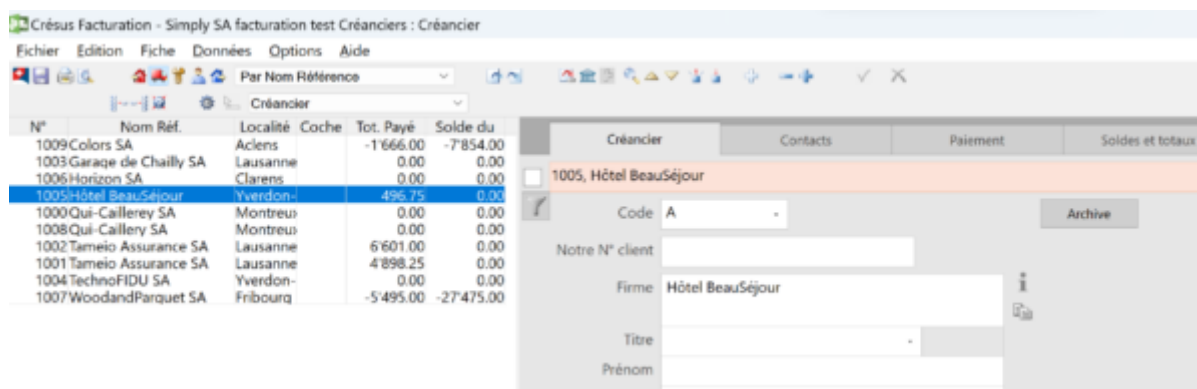 Crésus Facturation - Simply SA facturation test Créanciers : Créancier
Fichier Edition Fiche Données Options Aide
Par Nom Référence
Créancier
N° Nom Réf. Localité Coche Tot. Payé Solde du
1009 Colors SA Aclens -1'666.00 -7'854.00
1003 Garage de Chailly SA Lausanne 0.00 0.00
1006 Horizon SA Clarens 0.00 0.00
1005 Hôtel BeauSéjour Yverdon- 496.75 0.00
1000 Qui-Caillerey SA Montreu 0.00 0.00
1008 Qui-Caillery SA Montreu 0.00 0.00
1002 Tameio Assurance SA Lausanne 6'601.00 0.00
1001 Tameio Assurance SA Lausanne 4'898.25 0.00
1004 TechnoFIDU SA Yverdon- 0.00 0.00
1007 WoodandParquet SA Fribourg -5'495.00 -27'475.00
Créancier Contacts Paiement Soldes et totaux
1005, Hôtel BeauSéjour
Code A Archive
Notre N° client
Firme Hôtel BeauSéjour
Titre
Prénom